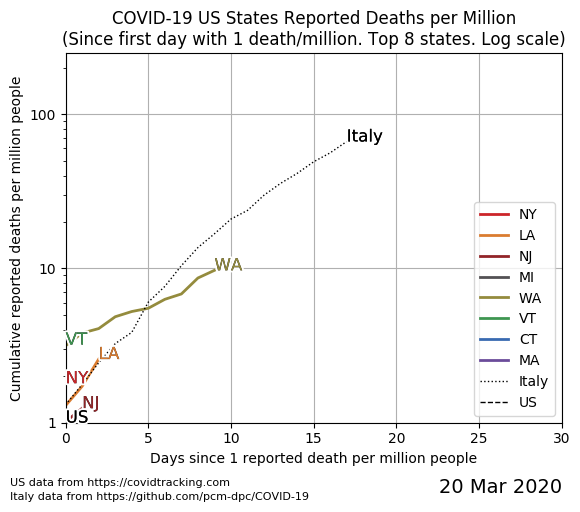 COVID-19 US States Reported Deaths per Million
(Since first day with 1 death/million. Top 8 states. Log scale)
Cumulative reported deaths per million people
100
10
1
Italy
WA
VT
LA
NY
NJ
US
NY
LA
NJ
MI
WA
VT
CT
MA
Italy
US
0 5 10 15 20 25 30
Days since 1 reported death per million people
US data from https://covidtracking.com
Italy data from https://github.com/pcm-dpc/COVID-19
20 Mar 2020